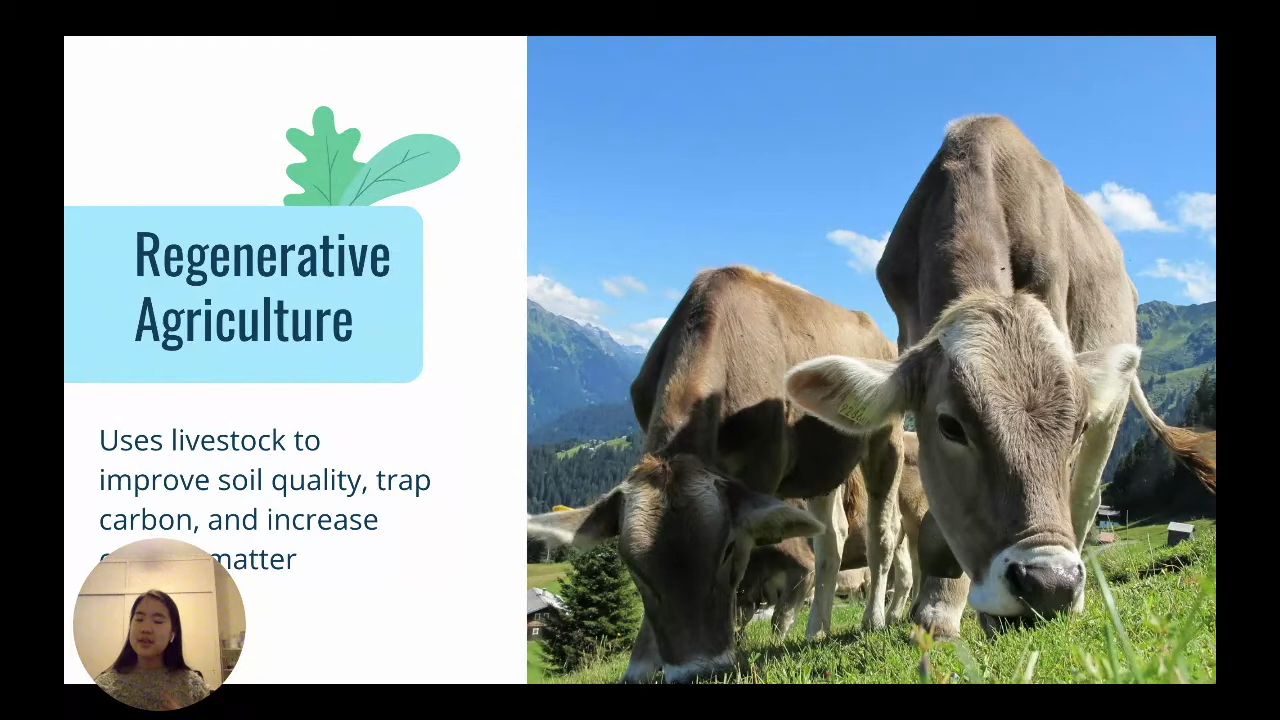 Regenerative
Agriculture
Uses livestock to
improve soil quality, trap
carbon, and increase
matter